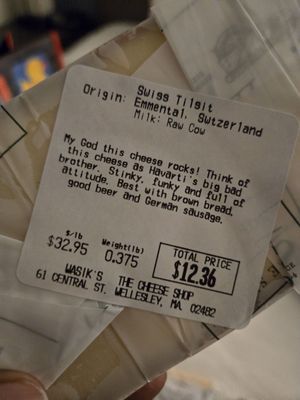 Swiss Tilsit
Origin: Emmental, Swtzerland
Milk: Raw Cow
My God this cheese rocks! Think of
this cheese as Havarti's big bad
brother. Stinky, funky and full of
attitude. Best with brown bread,
good beer and German sausage.
$/lb Weight(lb) TOTAL PRICE
$32.95 0.375 $12.36
WASIK'S THE CHEESE SHOP
61 CENTRAL ST. WELLESLEY, MA 02482